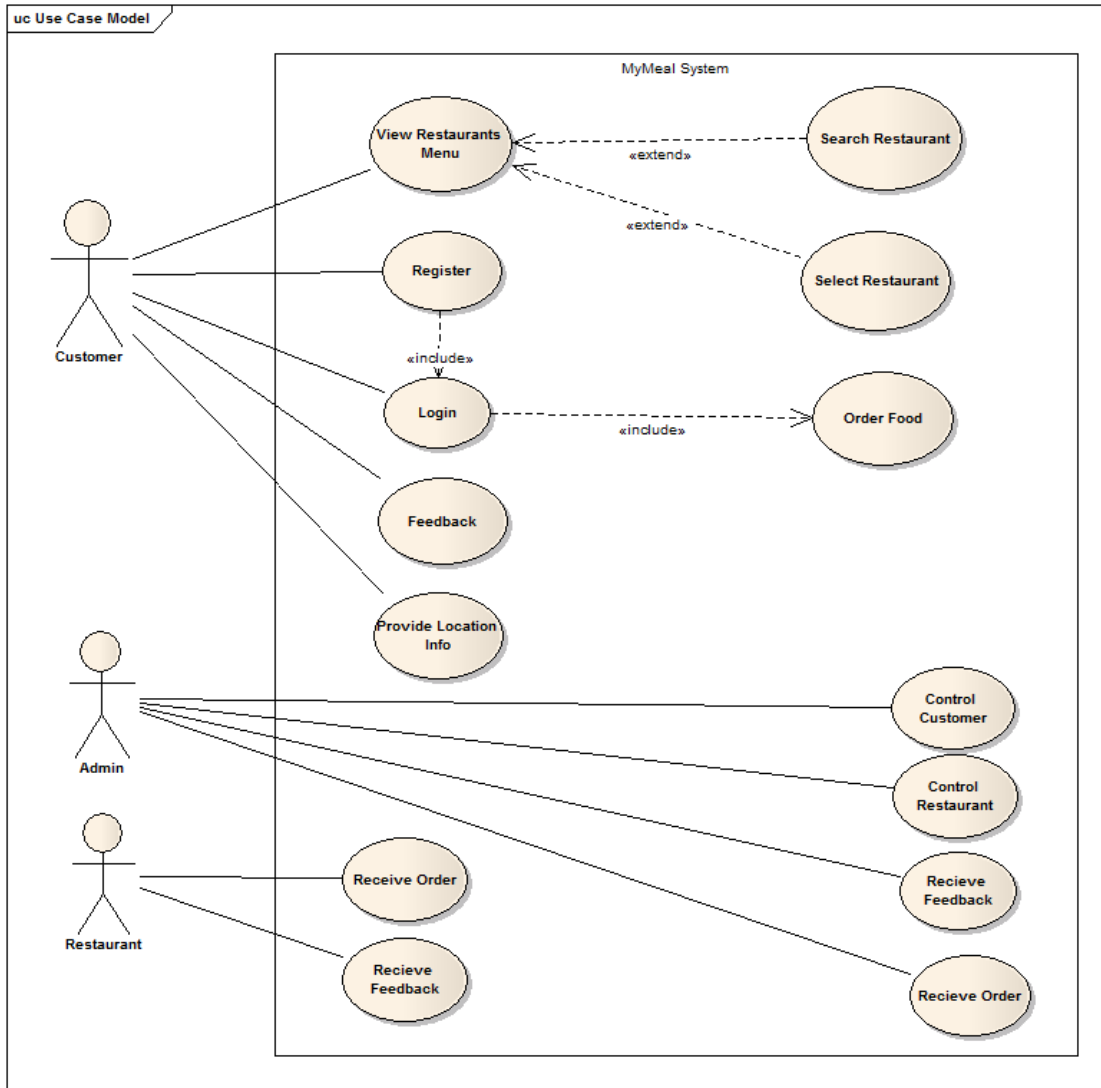 uc Use Case Model
MyMeal System
View Restaurants
Menu
Search Restaurant
«extend»
«extend»
Register
Select Restaurant
Customer
«include»
Login
Order Food
«include»
Feedback
Provide Location
Info
Control
Customer
Admin
Control
Restaurant
Receive Order
Recieve
Feedback
Restaurant
Recieve
Feedback
Recieve Order